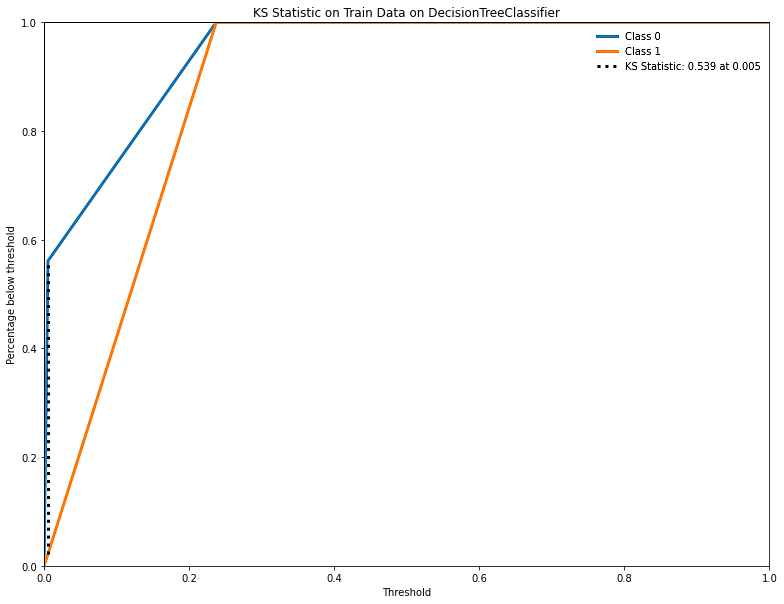 KS Statistic on Train Data on DecisionTreeClassifier
Class 0
Class 1
KS Statistic: 0.539 at 0.005
Percentage below threshold
1.0
0.8
0.6
0.4
0.2
0.0
0.0 0.2 0.4 0.6 0.8 1.0
Threshold